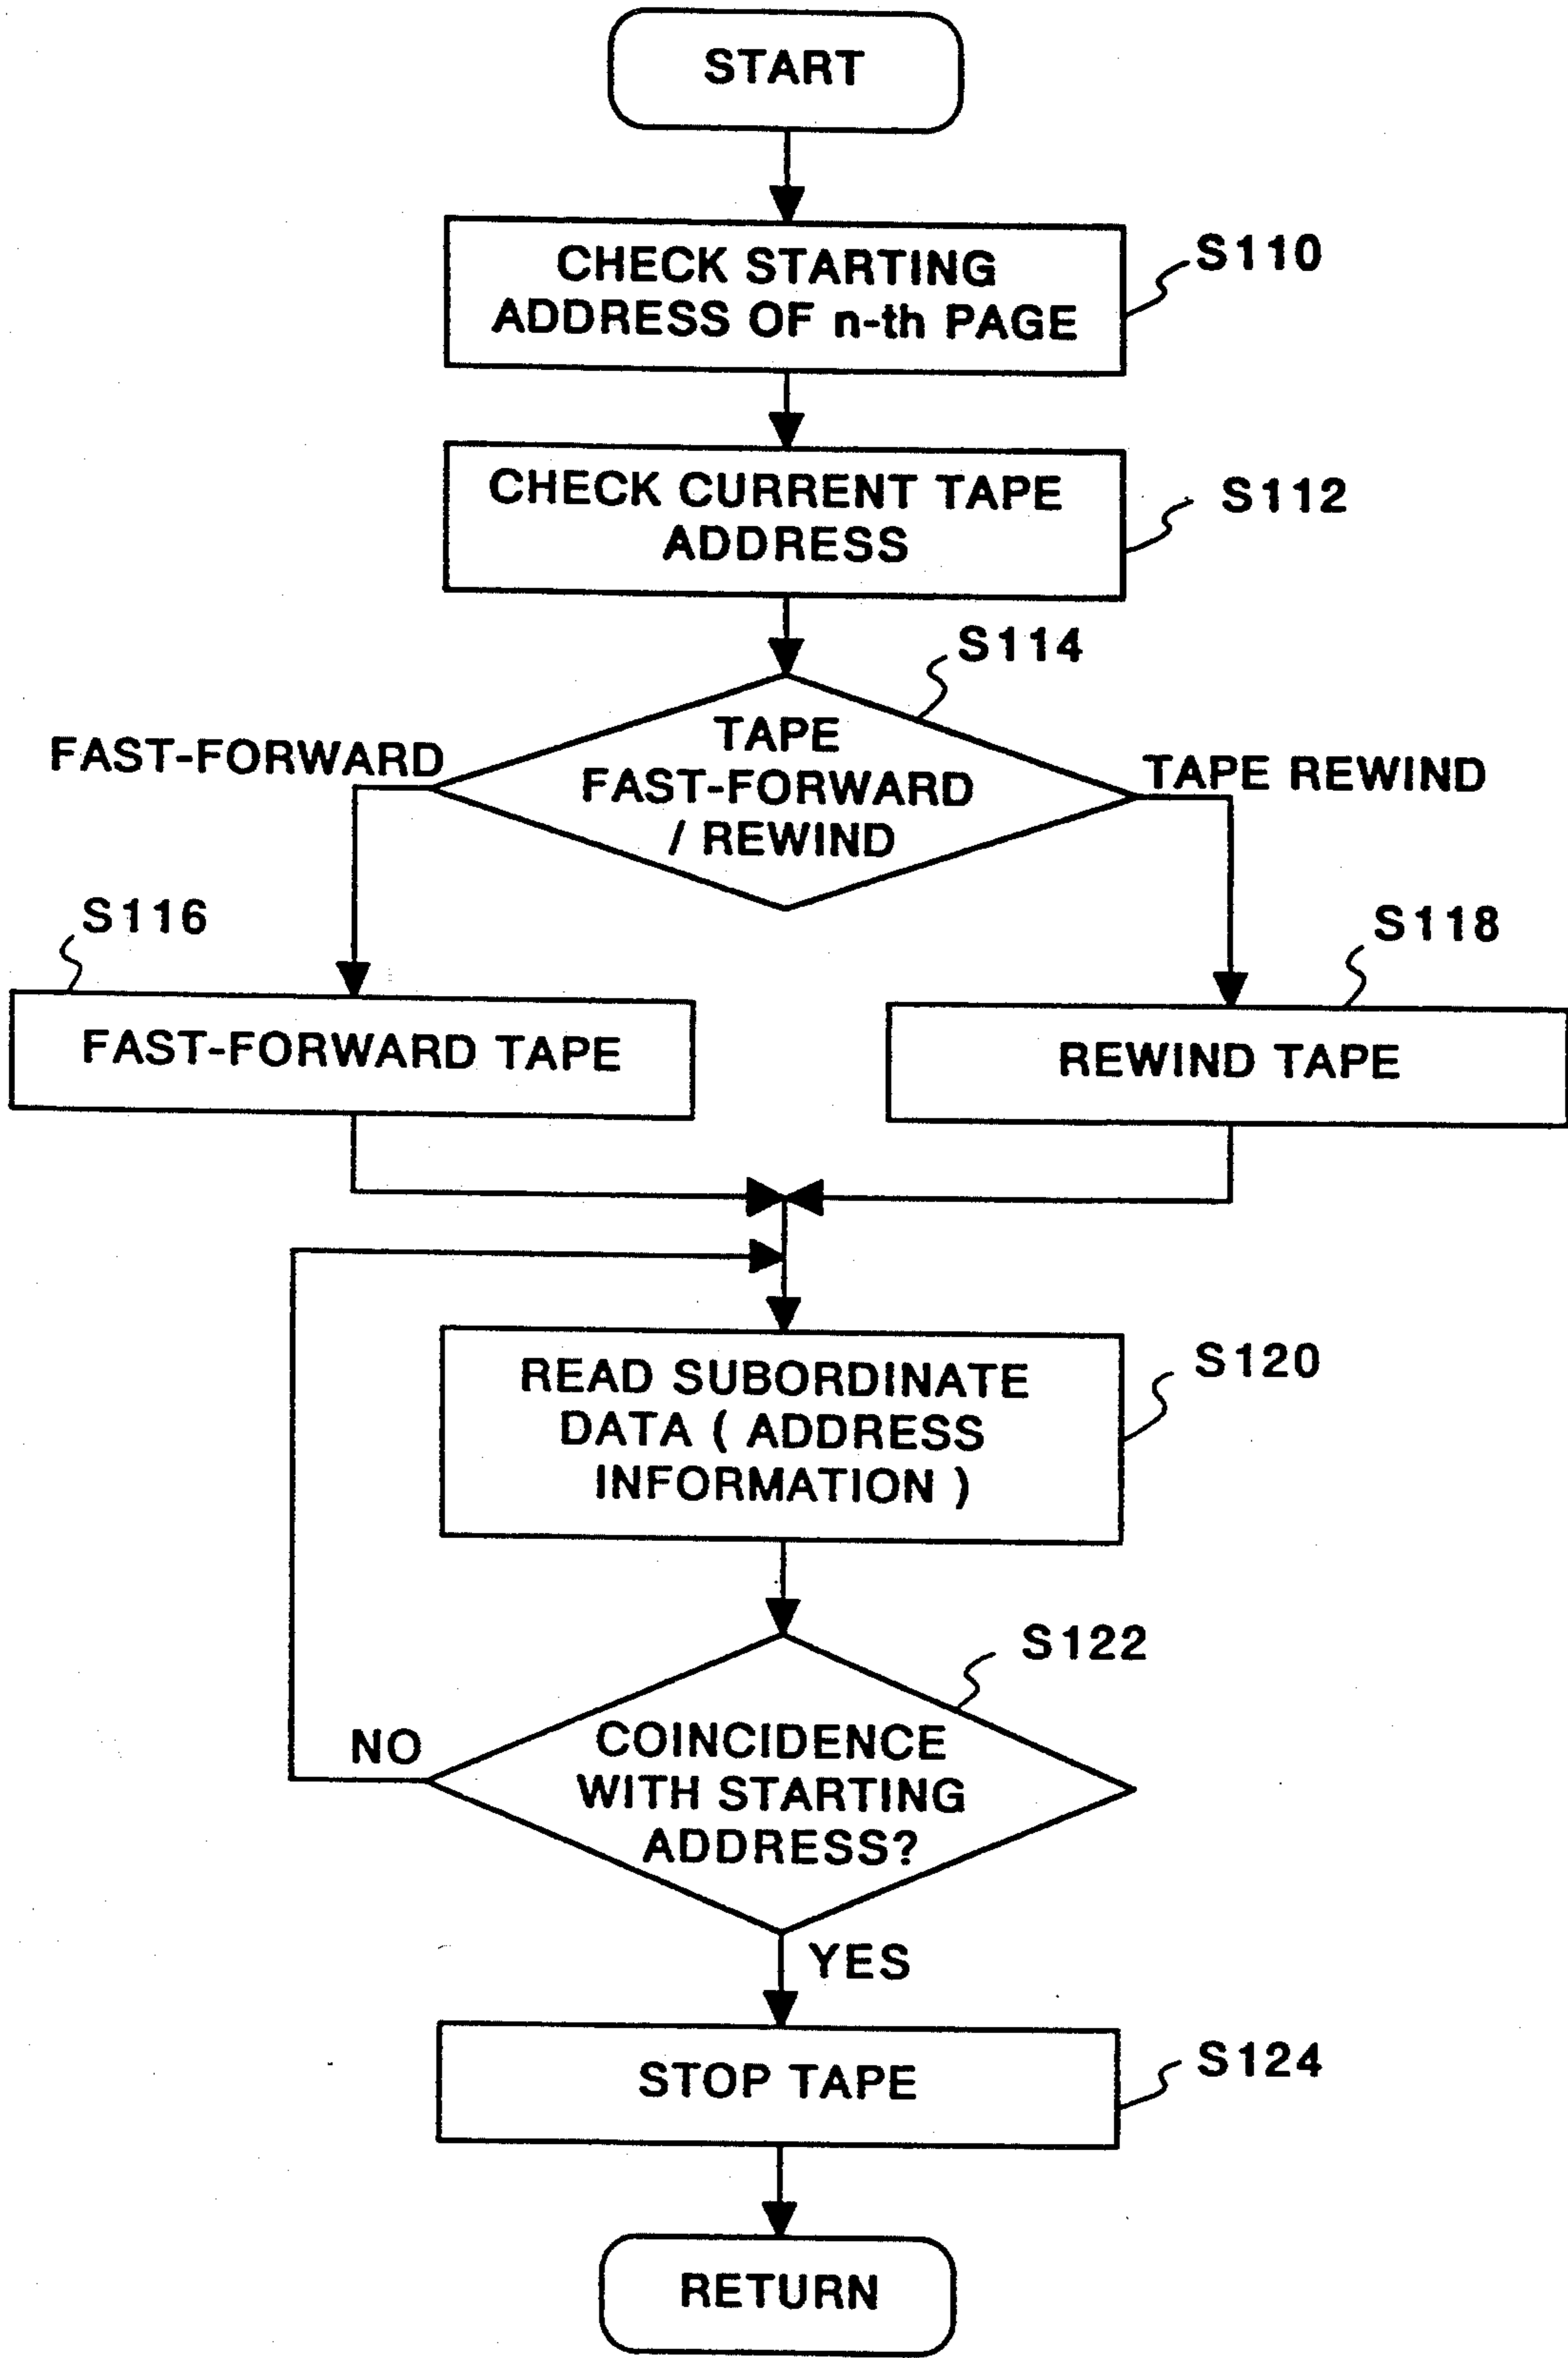 START
CHECK STARTING
ADDRESS OF n-th PAGE
S110
CHECK CURRENT TAPE
ADDRESS
S112
S114
TAPE
FAST-FORWARD
/ REWIND
FAST-FORWARD
TAPE REWIND
S116
FAST-FORWARD TAPE
S118
REWIND TAPE
READ SUBORDINATE
DATA ( ADDRESS
INFORMATION )
S120
S122
COINCIDENCE
WITH STARTING
ADDRESS?
NO
YES
STOP TAPE
S124
RETURN